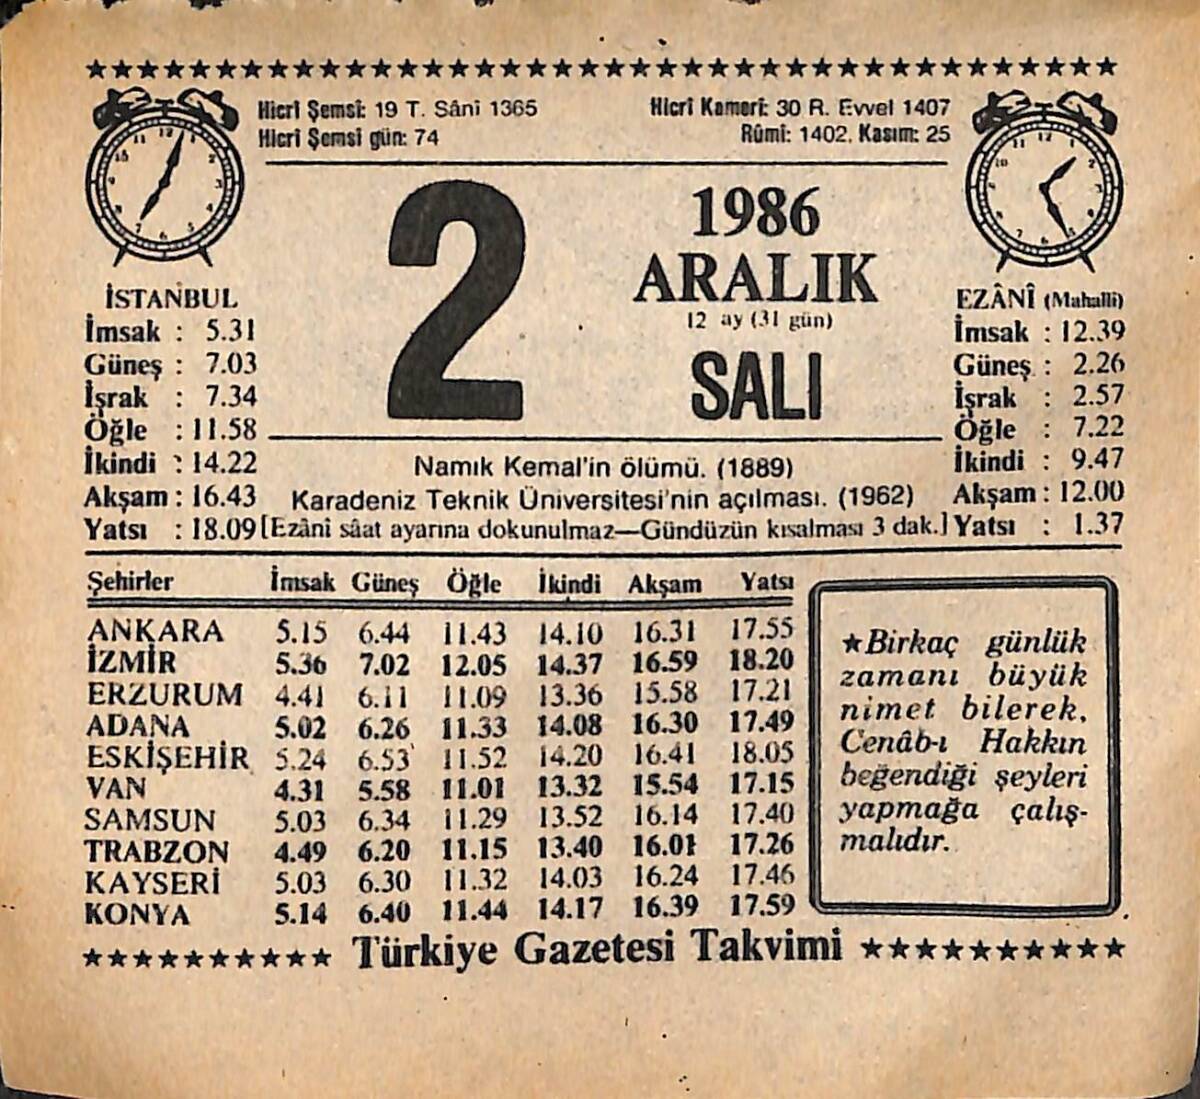 ★★★★★★★★★★★★★★★★★★★★★★★★★★★★★★★★★★★★★★★★
Hicrî Şemsî: 19 T. Sâni 1365
Hicrî Şemsî gün: 74
Hicrî Kamerî: 30 R. Evvel 1407
Rûmî: 1402, Kasım: 25
2
1986
ARALIK
12 ay (31 gün)
SALI
İSTANBUL
İmsak : 5.31
Güneş : 7.03
İşrak : 7.34
Öğle : 11.58
İkindi : 14.22
Akşam : 16.43
Yatsı : 18.09
EZÂNÎ (Mahalli)
İmsak : 12.39
Güneş : 2.26
İşrak : 2.57
Öğle : 7.22
İkindi : 9.47
Akşam : 12.00
Yatsı : 1.37
Namık Kemal'in ölümü. (1889)
Karadeniz Teknik Üniversitesi'nin açılması. (1962)
[Ezânî sâat ayarına dokunulmaz—Gündüzün kısalması 3 dak.]
Şehirler İmsak Güneş Öğle İkindi Akşam Yatsı
ANKARA 5.15 6.44 11.43 14.10 16.31 17.55
İZMİR 5.36 7.02 12.05 14.37 16.59 18.20
ERZURUM 4.41 6.11 11.09 13.36 15.58 17.21
ADANA 5.02 6.26 11.33 14.08 16.30 17.49
ESKİŞEHİR 5.24 6.53 11.52 14.20 16.41 18.05
VAN 4.31 5.58 11.01 13.32 15.54 17.15
SAMSUN 5.03 6.34 11.29 13.52 16.14 17.40
TRABZON 4.49 6.20 11.15 13.40 16.01 17.26
KAYSERİ 5.03 6.30 11.32 14.03 16.24 17.46
KONYA 5.14 6.40 11.44 14.17 16.39 17.59
★Birkaç günlük
zamanı büyük
nimet bilerek,
Cenâb-ı Hakkın
beğendiği şeyleri
yapmağa çalış-
malıdır.
★★★★★★★★★★ Türkiye Gazetesi Takvimi ★★★★★★★★★★